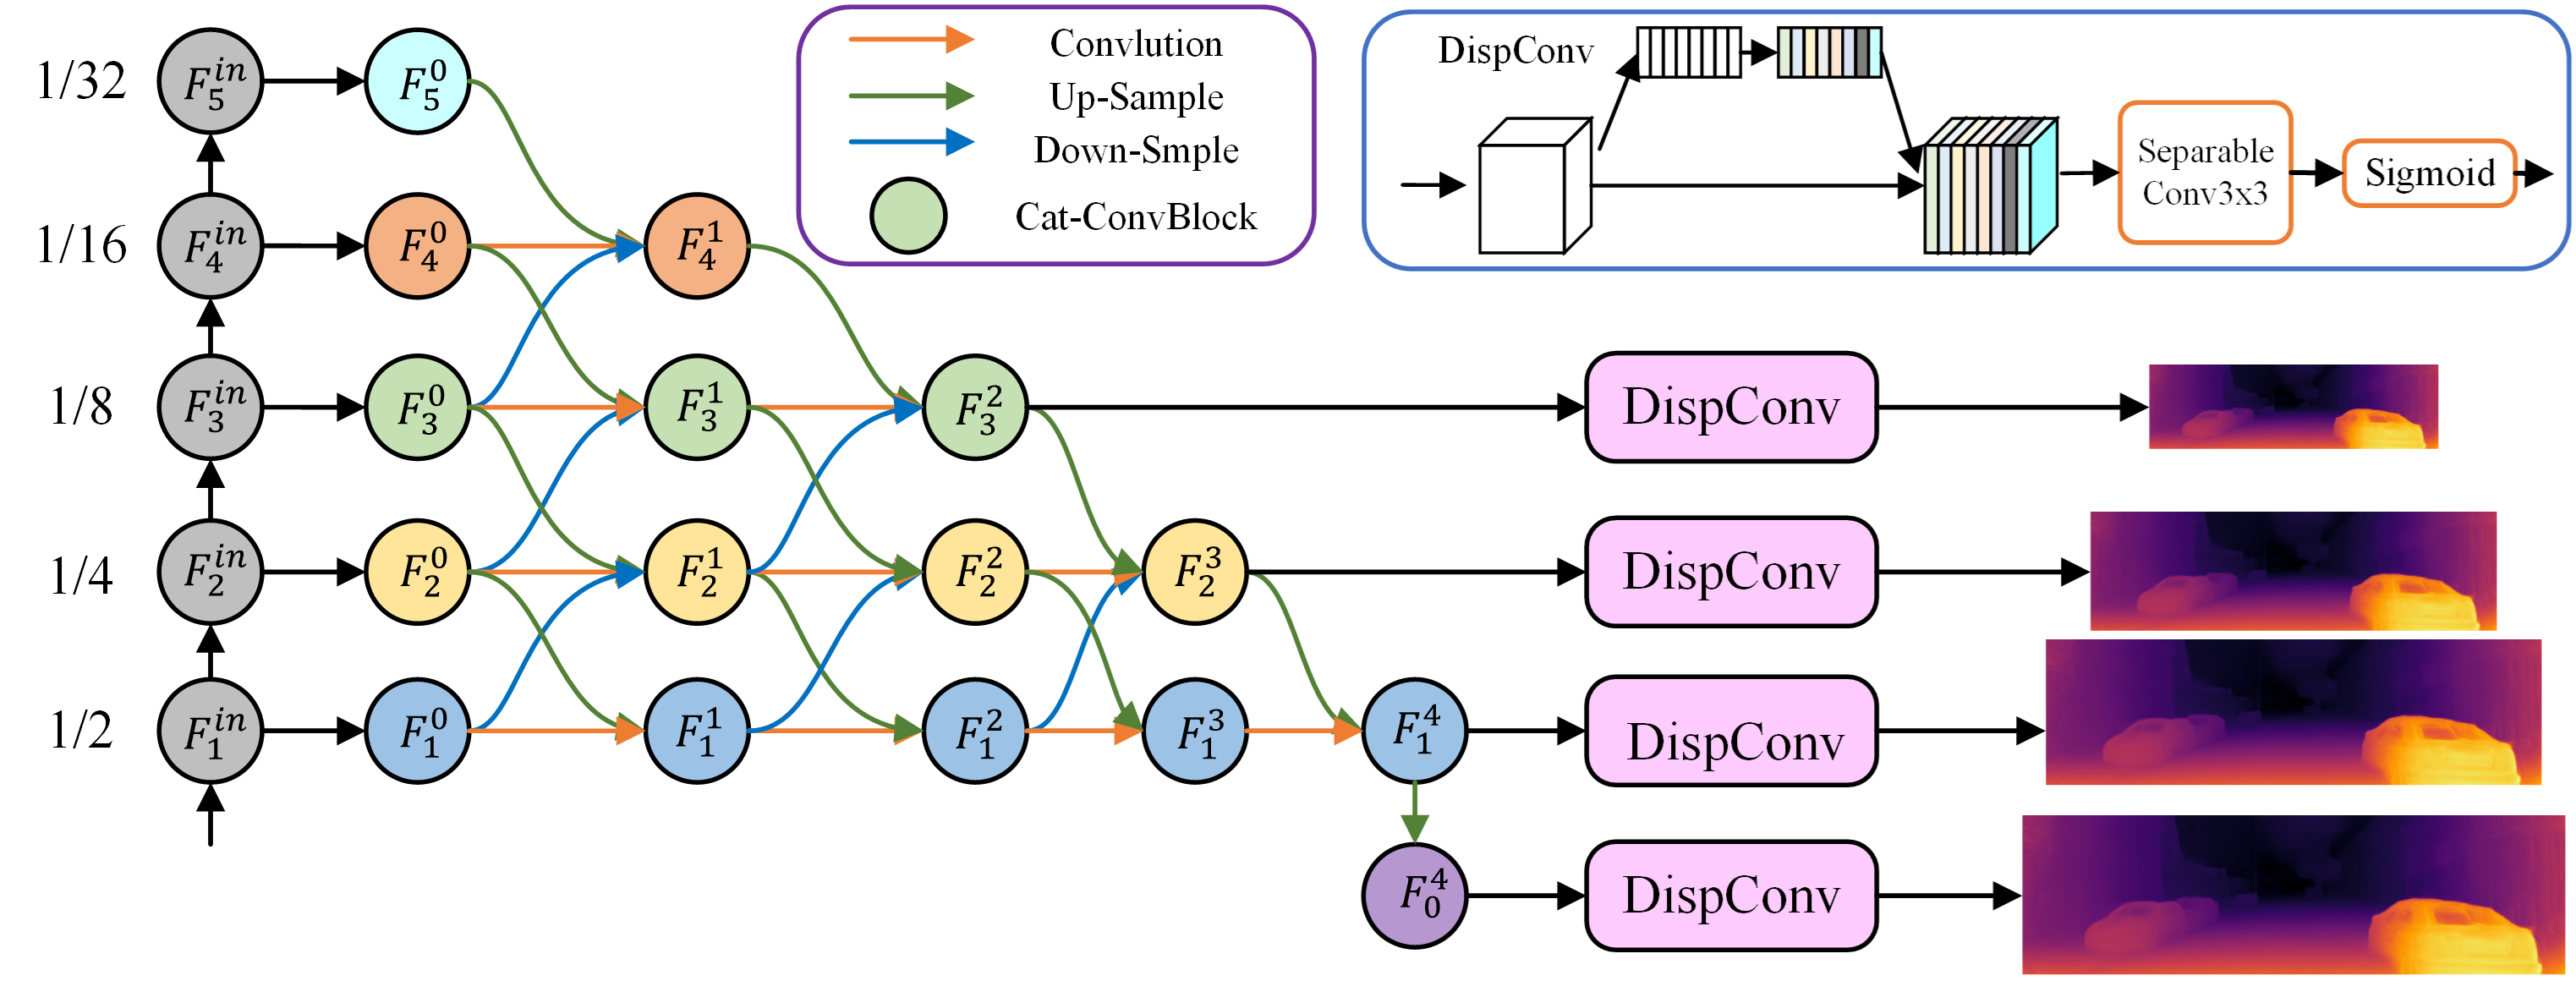 1/32
F_5^{in}
F_5^0
Convlution
Up-Sample
Down-Smple
Cat-ConvBlock
DispConv
Separable
Conv3x3
Sigmoid
1/16
F_4^{in}
F_4^0
F_4^1
1/8
F_3^{in}
F_3^0
F_3^1
F_3^2
DispConv
1/4
F_2^{in}
F_2^0
F_2^1
F_2^2
F_2^3
DispConv
1/2
F_1^{in}
F_1^0
F_1^1
F_1^2
F_1^3
F_1^4
DispConv
F_0^4
DispConv